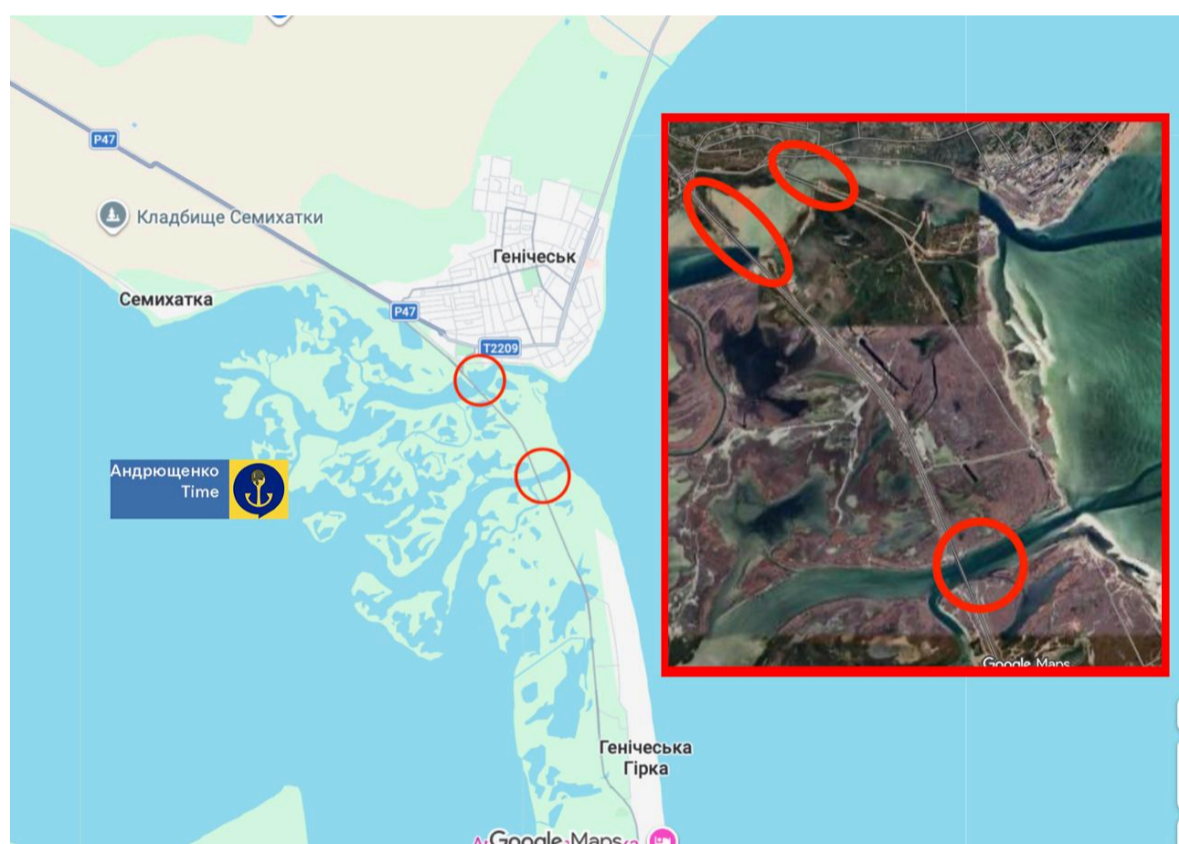 P47
Кладбище Семихатки
Генічеськ
Семихатка
P47
T2209
Андрющенко
Time
Google Maps
Генічеська
Гірка
Google Maps